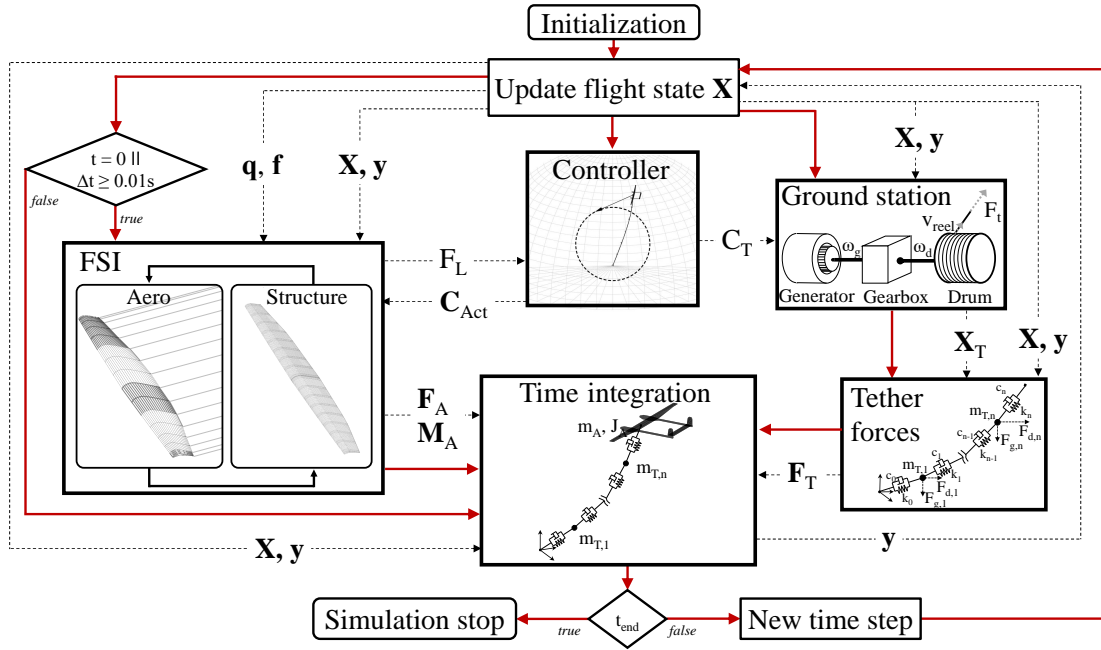 Initialization
Update flight state X
t = 0 ||
Δt ≥ 0.01s
false
true
q, f
X, y
Controller
X, y
Ground station
v_reel
F_t
ω_g
ω_d
Generator
Gearbox
Drum
C_T
FSI
Aero
Structure
F_L
C_Act
X_T
X, y
F_A
M_A
Time integration
m_A, J
m_T,n
m_T,1
Tether
forces
c_n
k_n
m_T,n
F_d,n
F_g,n
c_n-1
k_n-1
c_1
k_1
m_T,1
F_d,1
F_g,1
c_0
k_0
F_T
X, y
y
Simulation stop
true
t_end
false
New time step